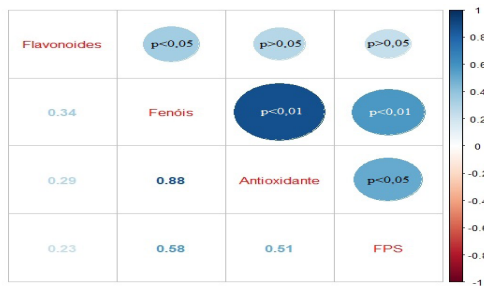 Flavonoides p<0,05 p>0,05 p>0,05
0.34 Fenóis p<0,01 p<0,01
0.29 0.88 Antioxidante p<0,05
0.23 0.58 0.51 FPS
1
0.8
0.6
0.4
0.2
0
-0.2
-0.4
-0.6
-0.8
-1